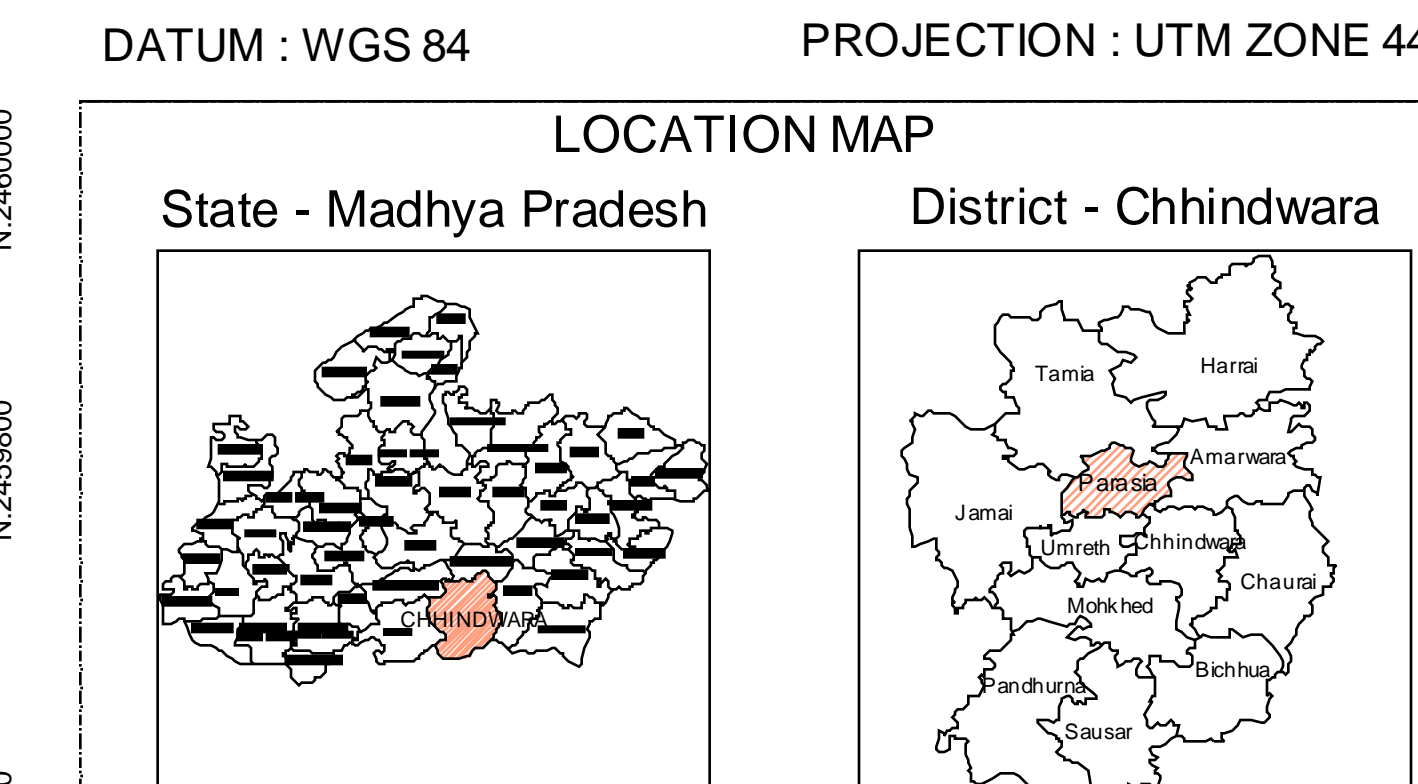 DATUM : WGS 84
PROJECTION : UTM ZONE 44
LOCATION MAP
State - Madhya Pradesh
District - Chhindwara
N:2460000
N:2459800
CHHINDWARA
Harrai
Tamia
Amarwara
Parasia
Jamai
Umreth
Chhindwara
Chaurai
Mohkhed
Bichhua
Pandhurna
Sausar